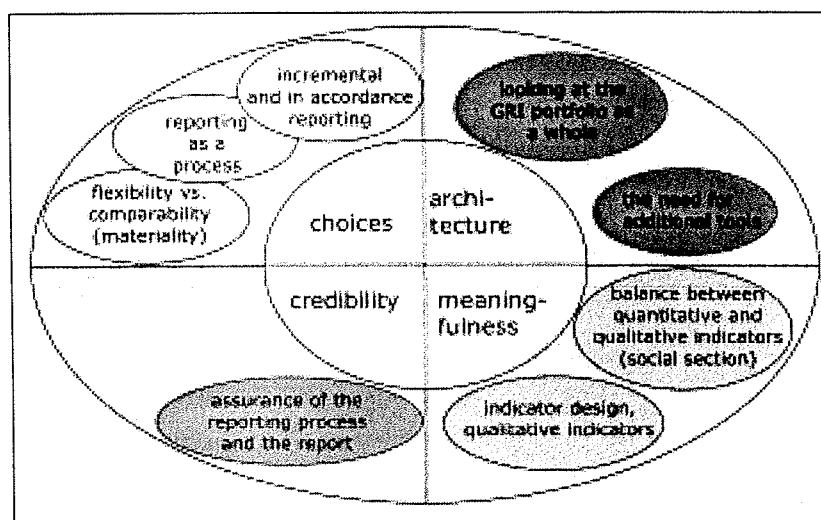 incremental
and in accordance
reporting
reporting
as a
process
flexibility vs.
comparability
(materiality)
looking at the
GRI portfolio as
a whole
the need for
additional tools
choices
archi-
tecture
credibility
meaning-
fulness
balance between
quantitative and
qualitative indicators
(social section)
assurance of the
reporting process
and the report
indicator design,
qualitative indicators